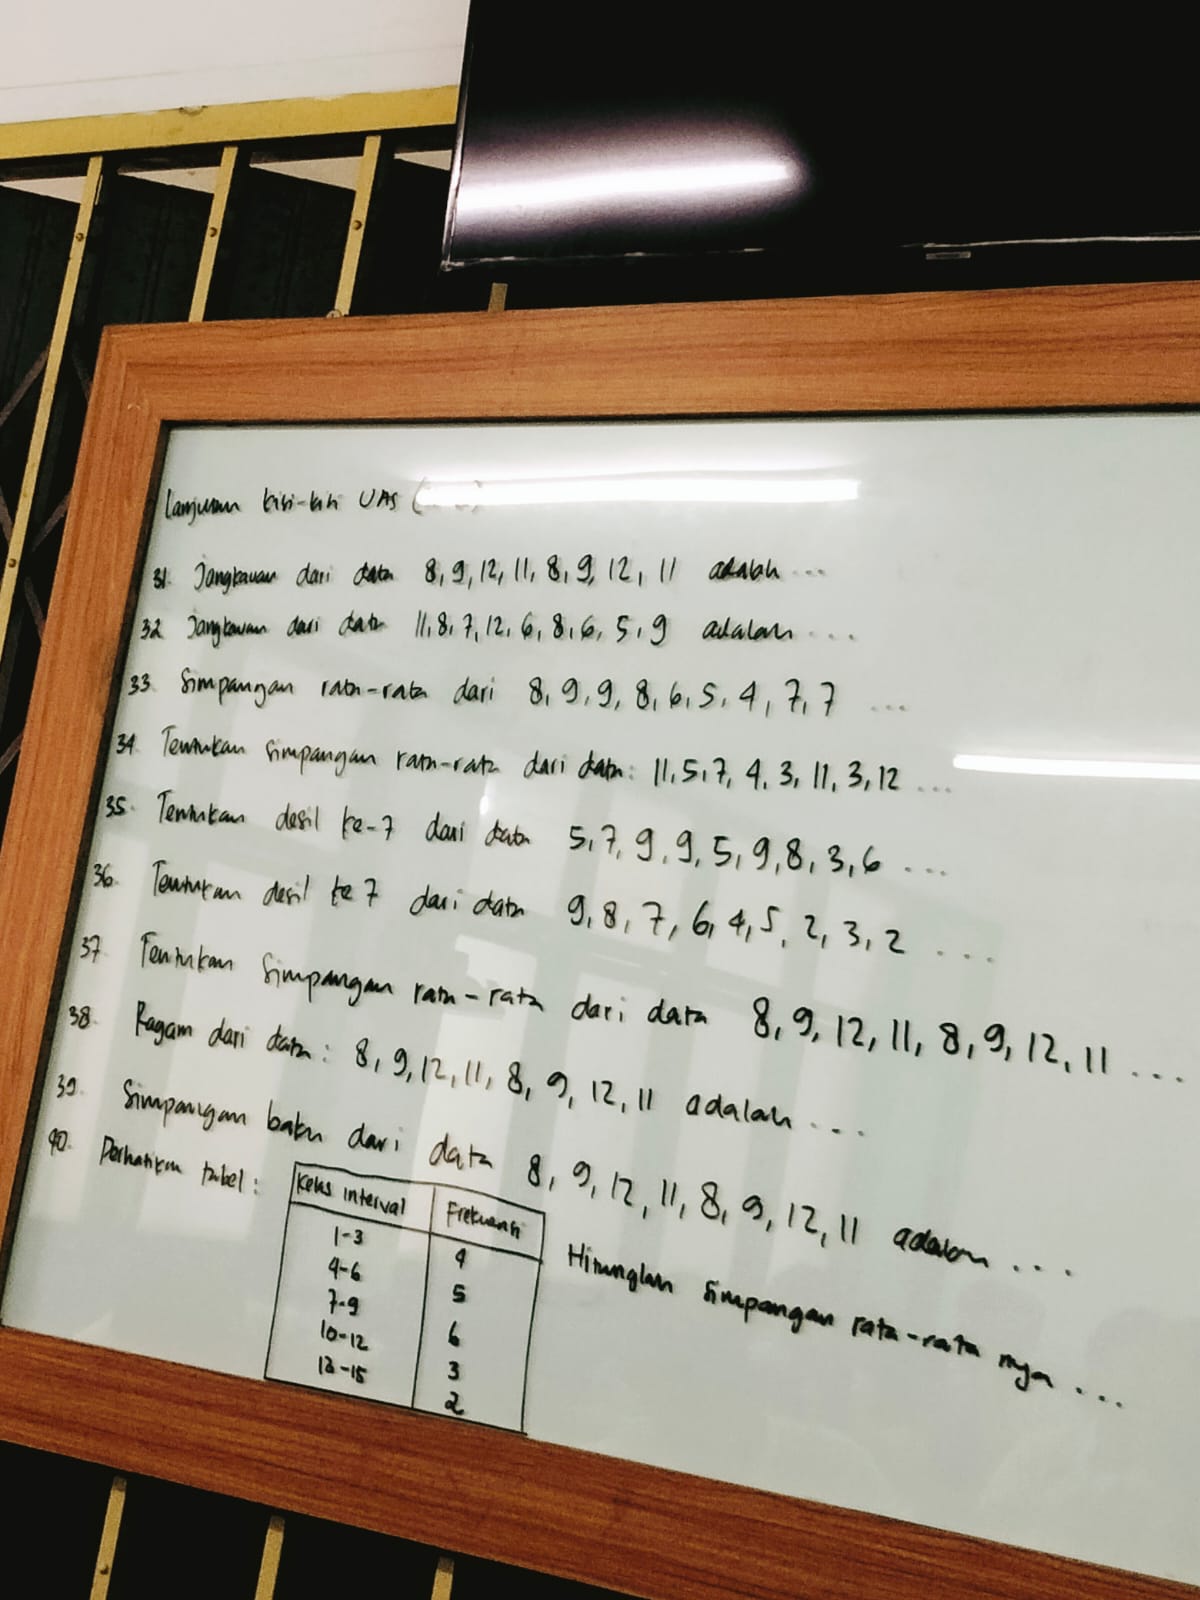 Lanjutan kisi-kisi UAS
31. Jangkauan dari data 8, 9, 12, 11, 8, 9, 12, 11 adalah ...
32. Jangkauan dari data 11, 8, 7, 12, 6, 8, 6, 5, 9 adalah ...
33. Simpangan rata-rata dari 8, 9, 9, 8, 6, 5, 4, 7, 7 ...
34. Tentukan simpangan rata-rata dari data: 11, 5, 7, 4, 3, 11, 3, 12 ...
35. Tentukan desil ke-7 dari data 5, 7, 9, 9, 5, 9, 8, 3, 6 ...
36. Tentukan desil ke 7 dari data 9, 8, 7, 6, 4, 5, 2, 3, 2 ....
37. Tentukan Simpangan rata-rata dari data 8, 9, 12, 11, 8, 9, 12, 11 ...
38. Ragam dari data: 8, 9, 12, 11, 8, 9, 12, 11 adalah ...
39. Simpangan baku dari data 8, 9, 12, 11, 8, 9, 12, 11 adalah ...
40. Perhatikan tabel:
Kelas interval Frekuensi
1-3 4
4-6 5
7-9 6
10-12 3
13-15 2
Hitunglah Simpangan rata-rata nya ...